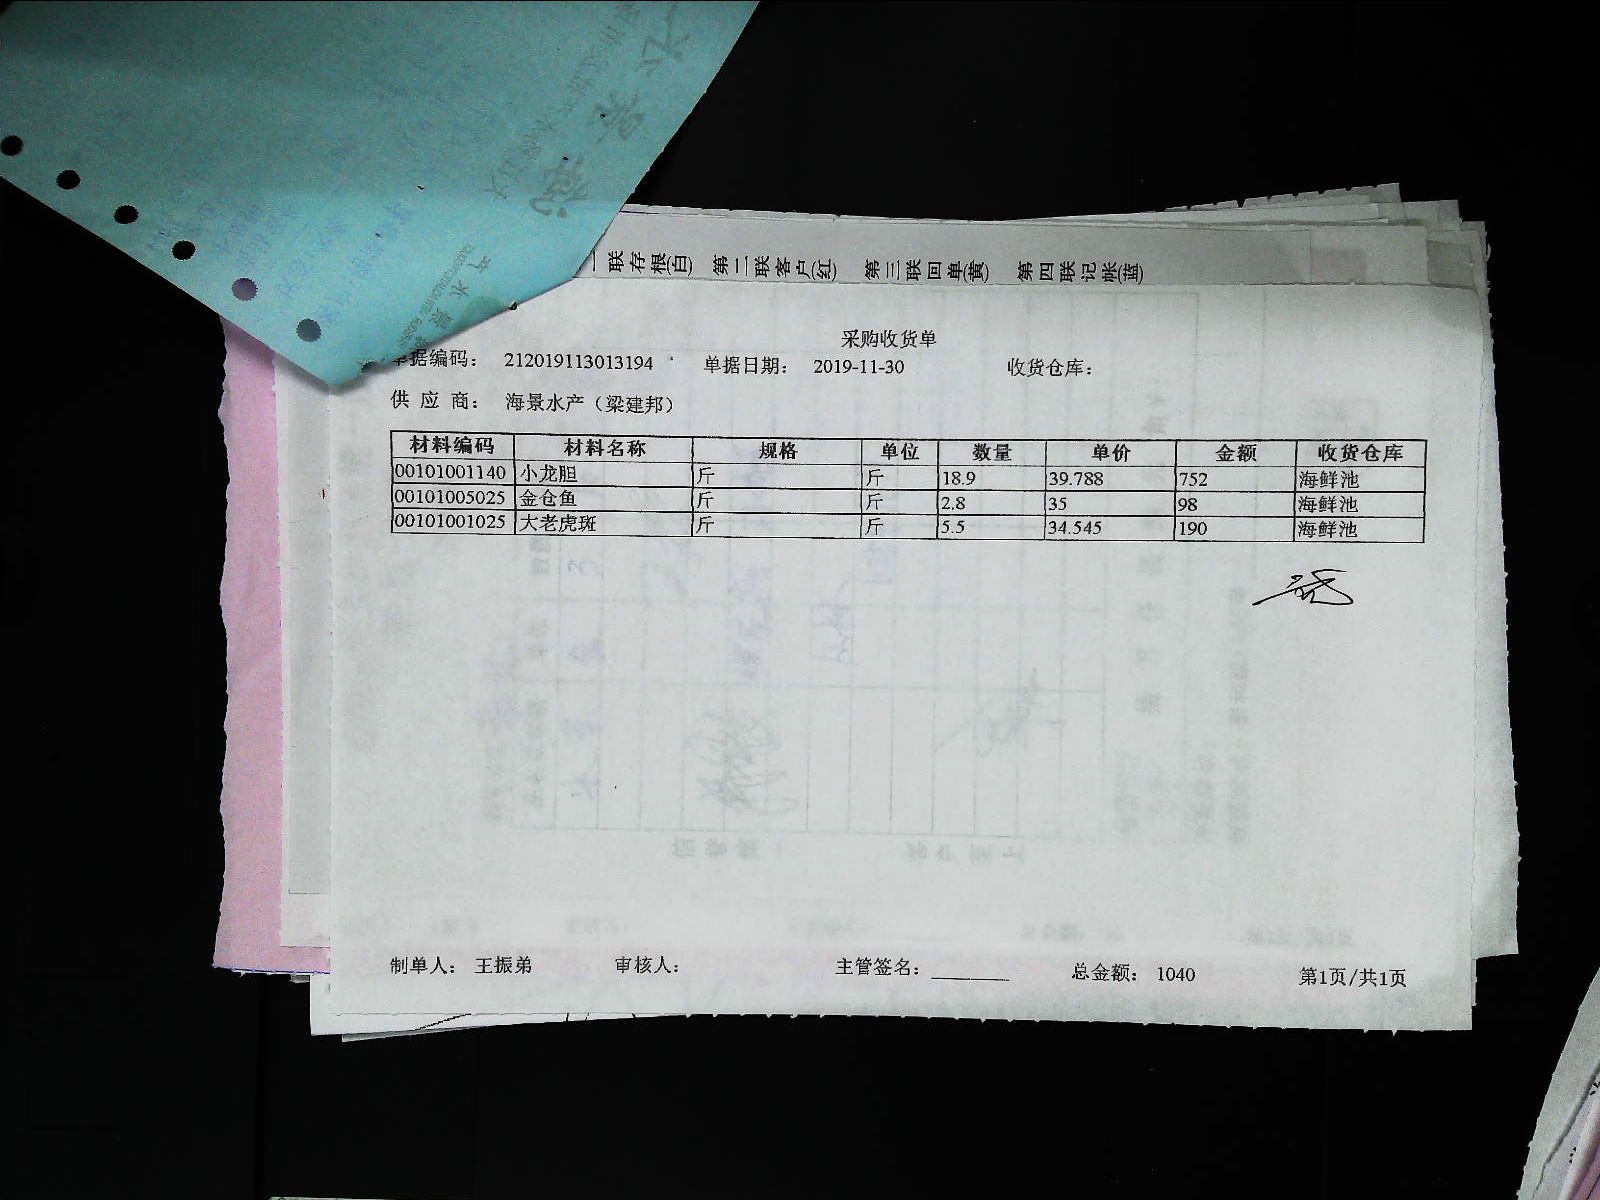 联存根(白) 第二联客户(红) 第三联回单(黄) 第四联记帐(蓝)
采购收货单
单据编码： 212019113013194 单据日期： 2019-11-30 收货仓库：
供 应 商： 海景水产（梁建邦）
材料编码 材料名称 规格 单位 数量 单价 金额 收货仓库
00101001140 小龙胆 斤 斤 18.9 39.788 752 海鲜池
00101005025 金仓鱼 斤 斤 2.8 35 98 海鲜池
00101001025 大老虎斑 斤 斤 5.5 34.545 190 海鲜池
制单人： 王振弟 审核人： 主管签名： 总金额： 1040 第1页/共1页